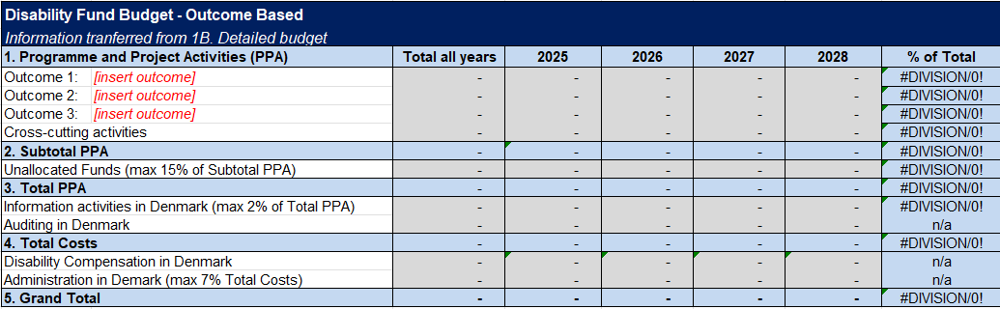 Disability Fund Budget - Outcome Based
Information tranferred from 1B. Detailed budget
1. Programme and Project Activities (PPA) Total all years 2025 2026 2027 2028 % of Total
Outcome 1: [insert outcome] - - - - - #DIVISION/0!
Outcome 2: [insert outcome] - - - - - #DIVISION/0!
Outcome 3: [insert outcome] - - - - - #DIVISION/0!
Cross-cutting activities - - - - - #DIVISION/0!
2. Subtotal PPA - - - - - #DIVISION/0!
Unallocated Funds (max 15% of Subtotal PPA) - - - - - #DIVISION/0!
3. Total PPA - - - - - #DIVISION/0!
Information activities in Denmark (max 2% of Total PPA) - - - - - #DIVISION/0!
Auditing in Denmark - - - - - n/a
4. Total Costs - - - - - #DIVISION/0!
Disability Compensation in Denmark - - - - - n/a
Administration in Demark (max 7% Total Costs) - - - - - n/a
5. Grand Total - - - - - #DIVISION/0!